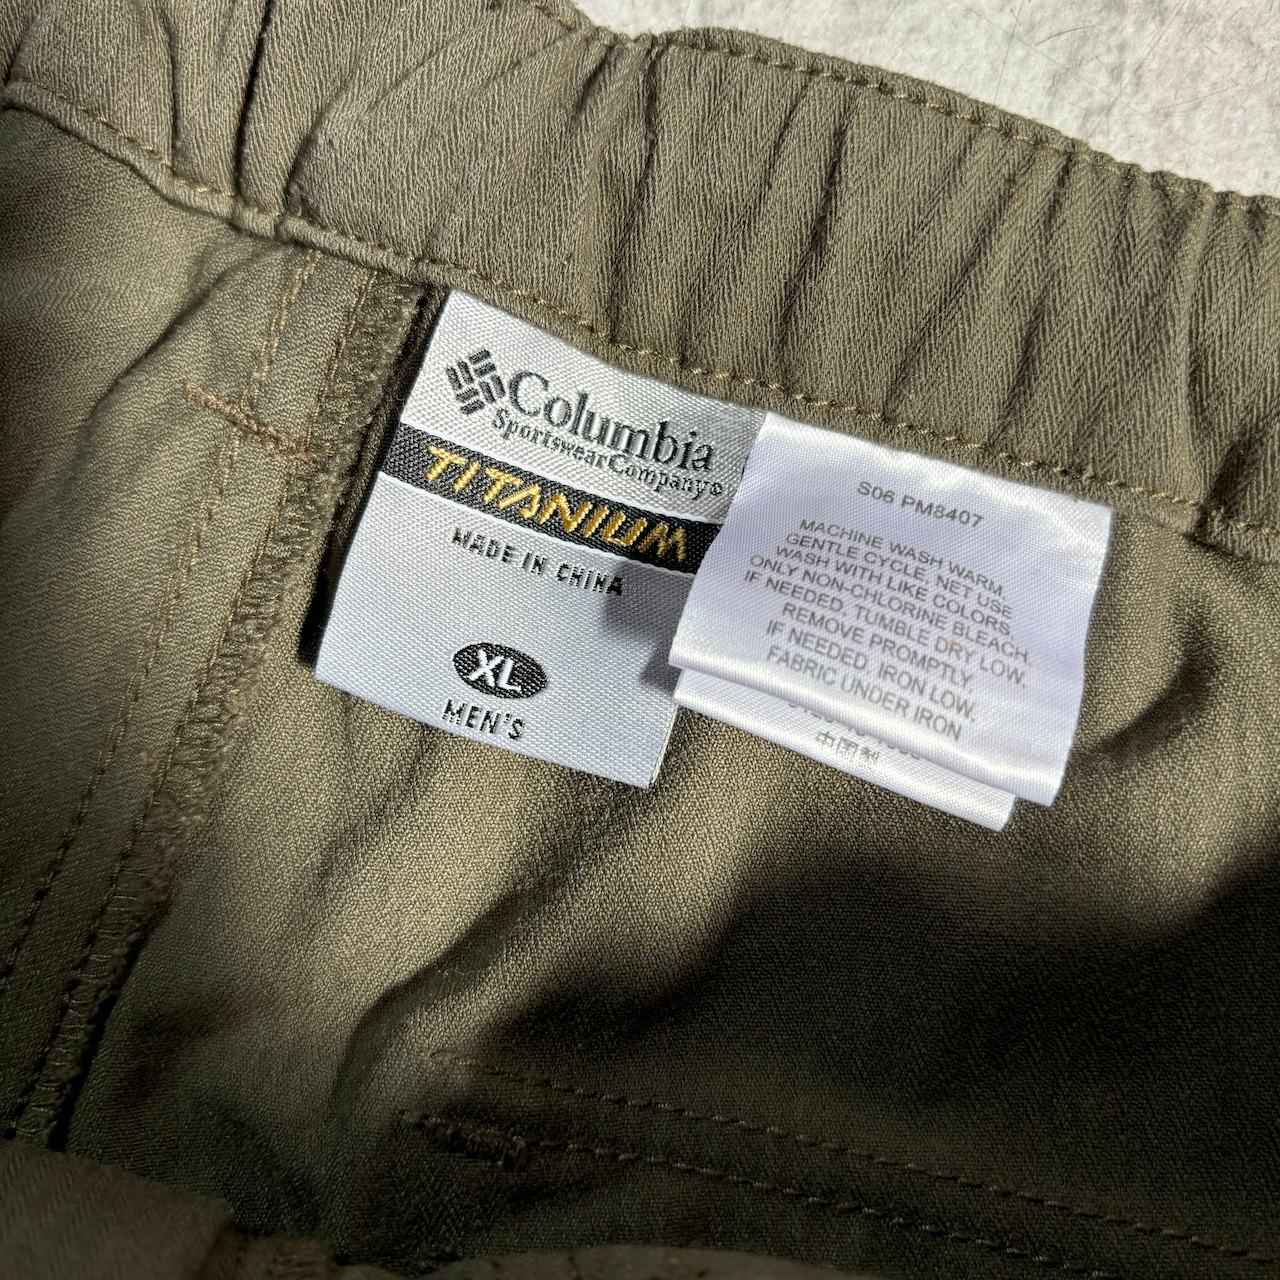 Columbia
Sportswear Company®
TITANIUM
MADE IN CHINA
XL
MEN'S
S06 PM8407
MACHINE WASH WARM,
GENTLE CYCLE, NET USE
WASH WITH LIKE COLORS.
ONLY NON-CHLORINE BLEACH
IF NEEDED, TUMBLE DRY LOW,
REMOVE PROMPTLY.
IF NEEDED, IRON LOW,
FABRIC UNDER IRON
中国制